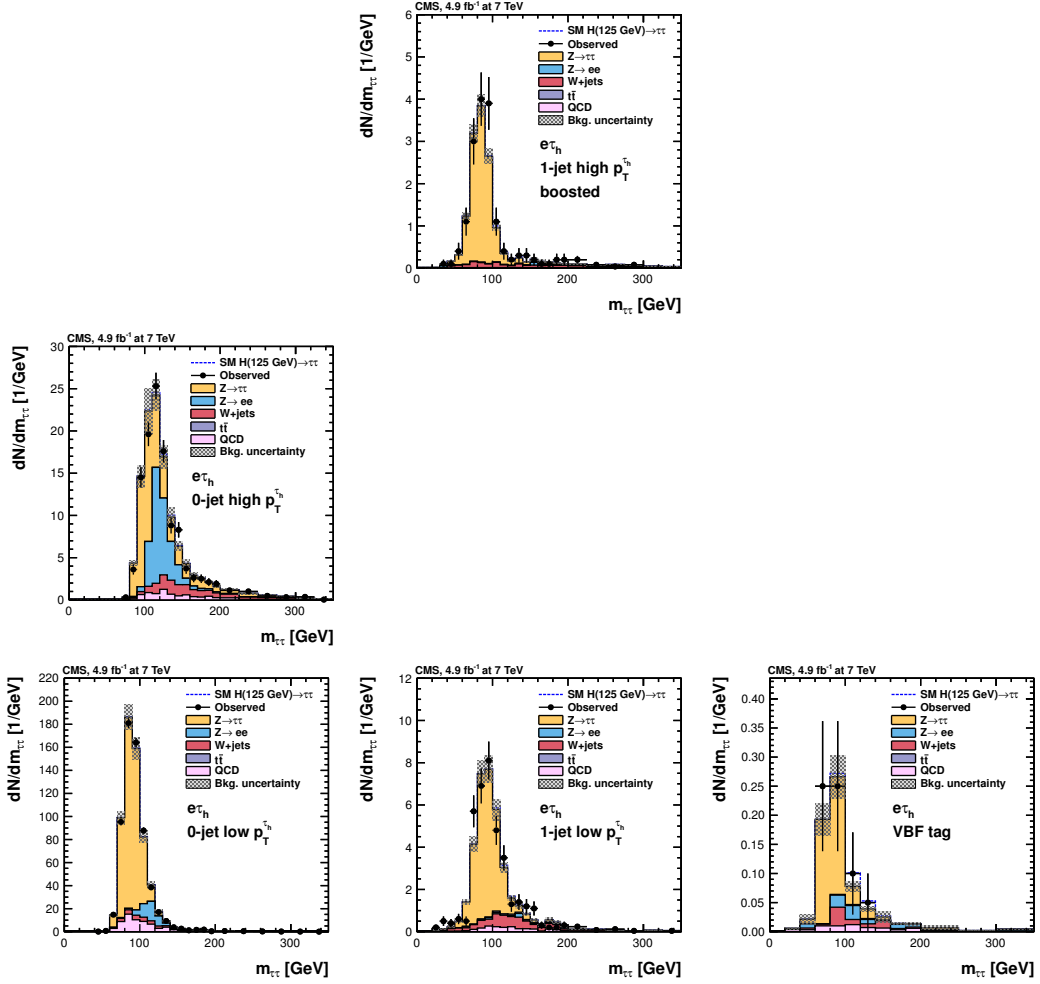 CMS, 4.9 fb⁻¹ at 7 TeV
dN/dm_ττ [1/GeV]
6
5
4
3
2
1
0
SM H(125 GeV)→ττ
Observed
Z→ττ
Z→ ee
W+jets
tt̄
QCD
Bkg. uncertainty
eτ_h
1-jet high p_T^τ_h
boosted
0 100 200 300
m_ττ [GeV]
CMS, 4.9 fb⁻¹ at 7 TeV
dN/dm_ττ [1/GeV]
30
25
20
15
10
5
0
SM H(125 GeV)→ττ
Observed
Z→ττ
Z→ ee
W+jets
tt̄
QCD
Bkg. uncertainty
eτ_h
0-jet high p_T^τ_h
0 100 200 300
m_ττ [GeV]
CMS, 4.9 fb⁻¹ at 7 TeV
dN/dm_ττ [1/GeV]
220
200
180
160
140
120
100
80
60
40
20
0
SM H(125 GeV)→ττ
Observed
Z→ττ
Z→ ee
W+jets
tt̄
QCD
Bkg. uncertainty
eτ_h
0-jet low p_T^τ_h
0 100 200 300
m_ττ [GeV]
CMS, 4.9 fb⁻¹ at 7 TeV
dN/dm_ττ [1/GeV]
12
10
8
6
4
2
0
SM H(125 GeV)→ττ
Observed
Z→ττ
Z→ ee
W+jets
tt̄
QCD
Bkg. uncertainty
eτ_h
1-jet low p_T^τ_h
0 100 200 300
m_ττ [GeV]
CMS, 4.9 fb⁻¹ at 7 TeV
dN/dm_ττ [1/GeV]
0.40
0.35
0.30
0.25
0.20
0.15
0.10
0.05
0.00
SM H(125 GeV)→ττ
Observed
Z→ττ
Z→ ee
W+jets
tt̄
QCD
Bkg. uncertainty
eτ_h
VBF tag
0 100 200 300
m_ττ [GeV]